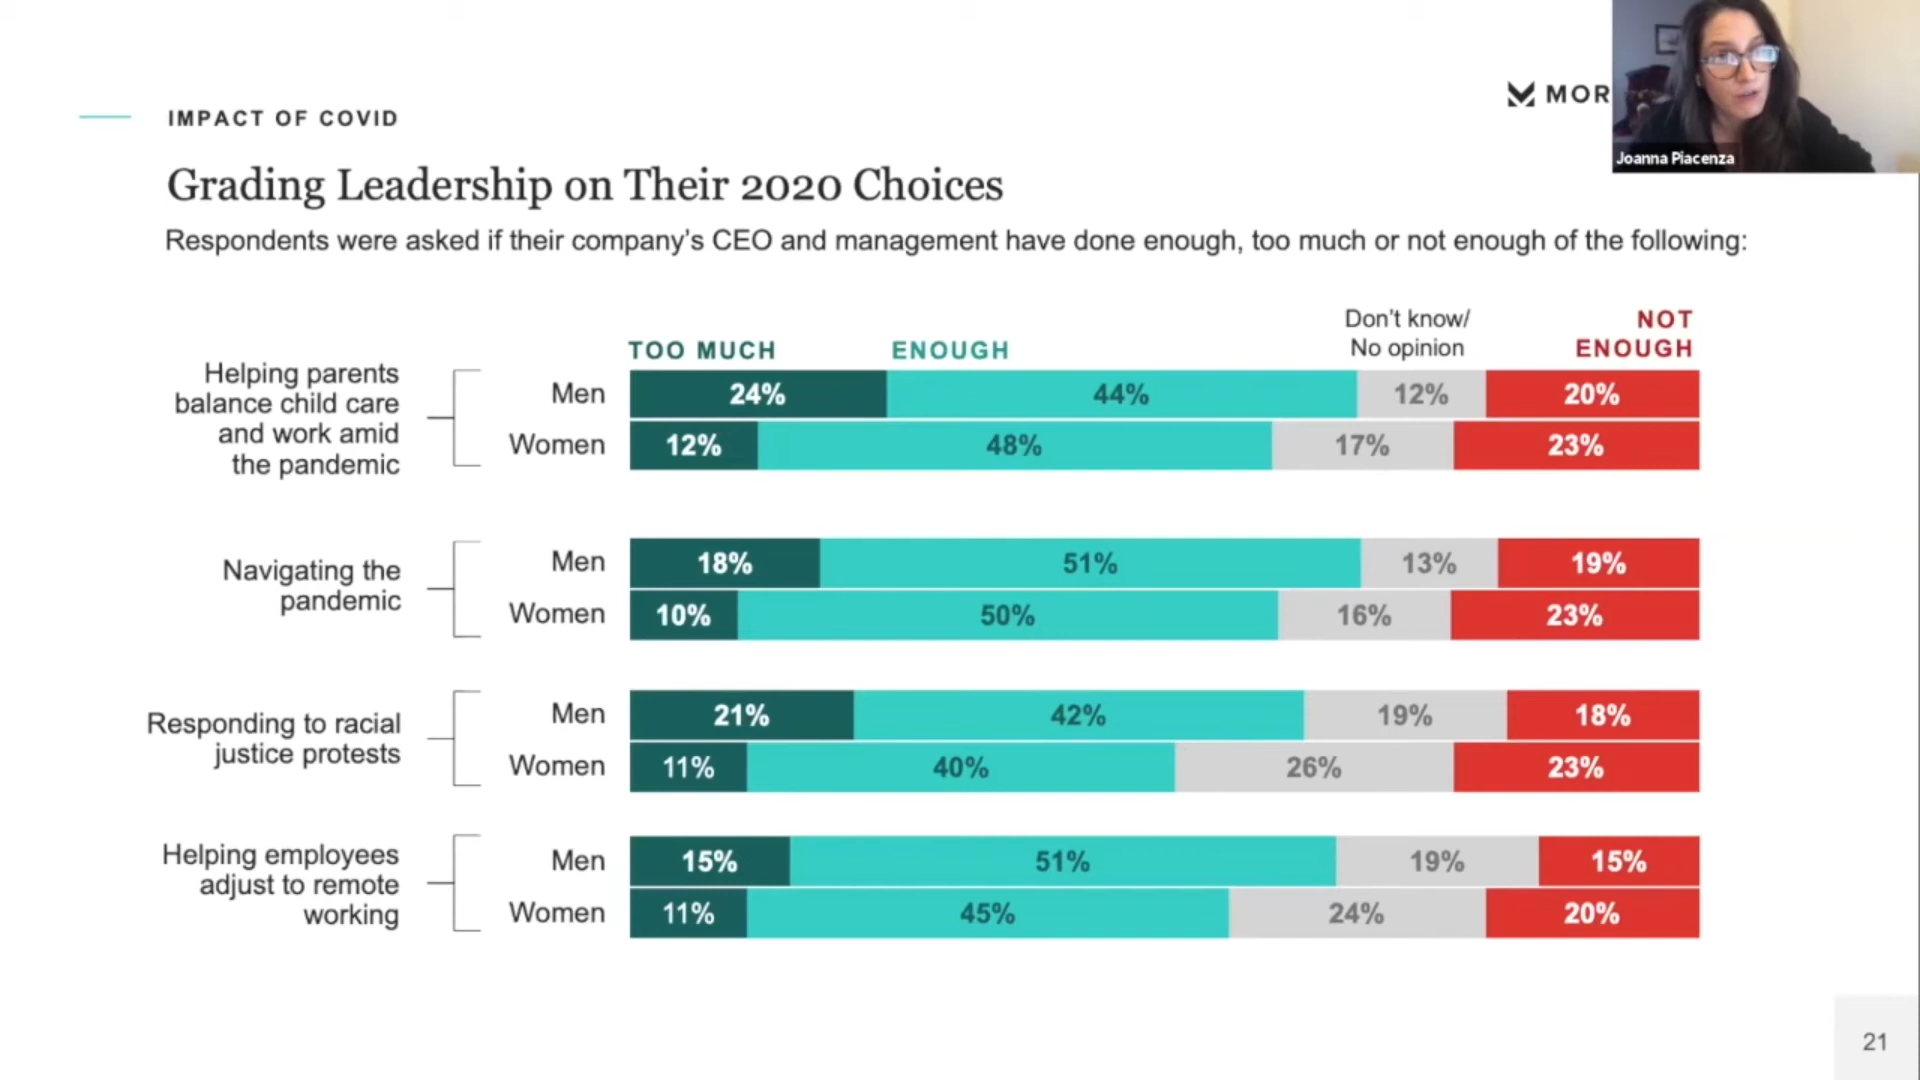 MOR
Joanna Piacenza
IMPACT OF COVID
Grading Leadership on Their 2020 Choices
Respondents were asked if their company's CEO and management have done enough, too much or not enough of the following:
TOO MUCH
ENOUGH
Don't know/
No opinion
NOT
ENOUGH
Helping parents
balance child care
and work amid
the pandemic
Men 24% 44% 12% 20%
Women 12% 48% 17% 23%
Navigating the
pandemic
Men 18% 51% 13% 19%
Women 10% 50% 16% 23%
Responding to racial
justice protests
Men 21% 42% 19% 18%
Women 11% 40% 26% 23%
Helping employees
adjust to remote
working
Men 15% 51% 19% 15%
Women 11% 45% 24% 20%
21